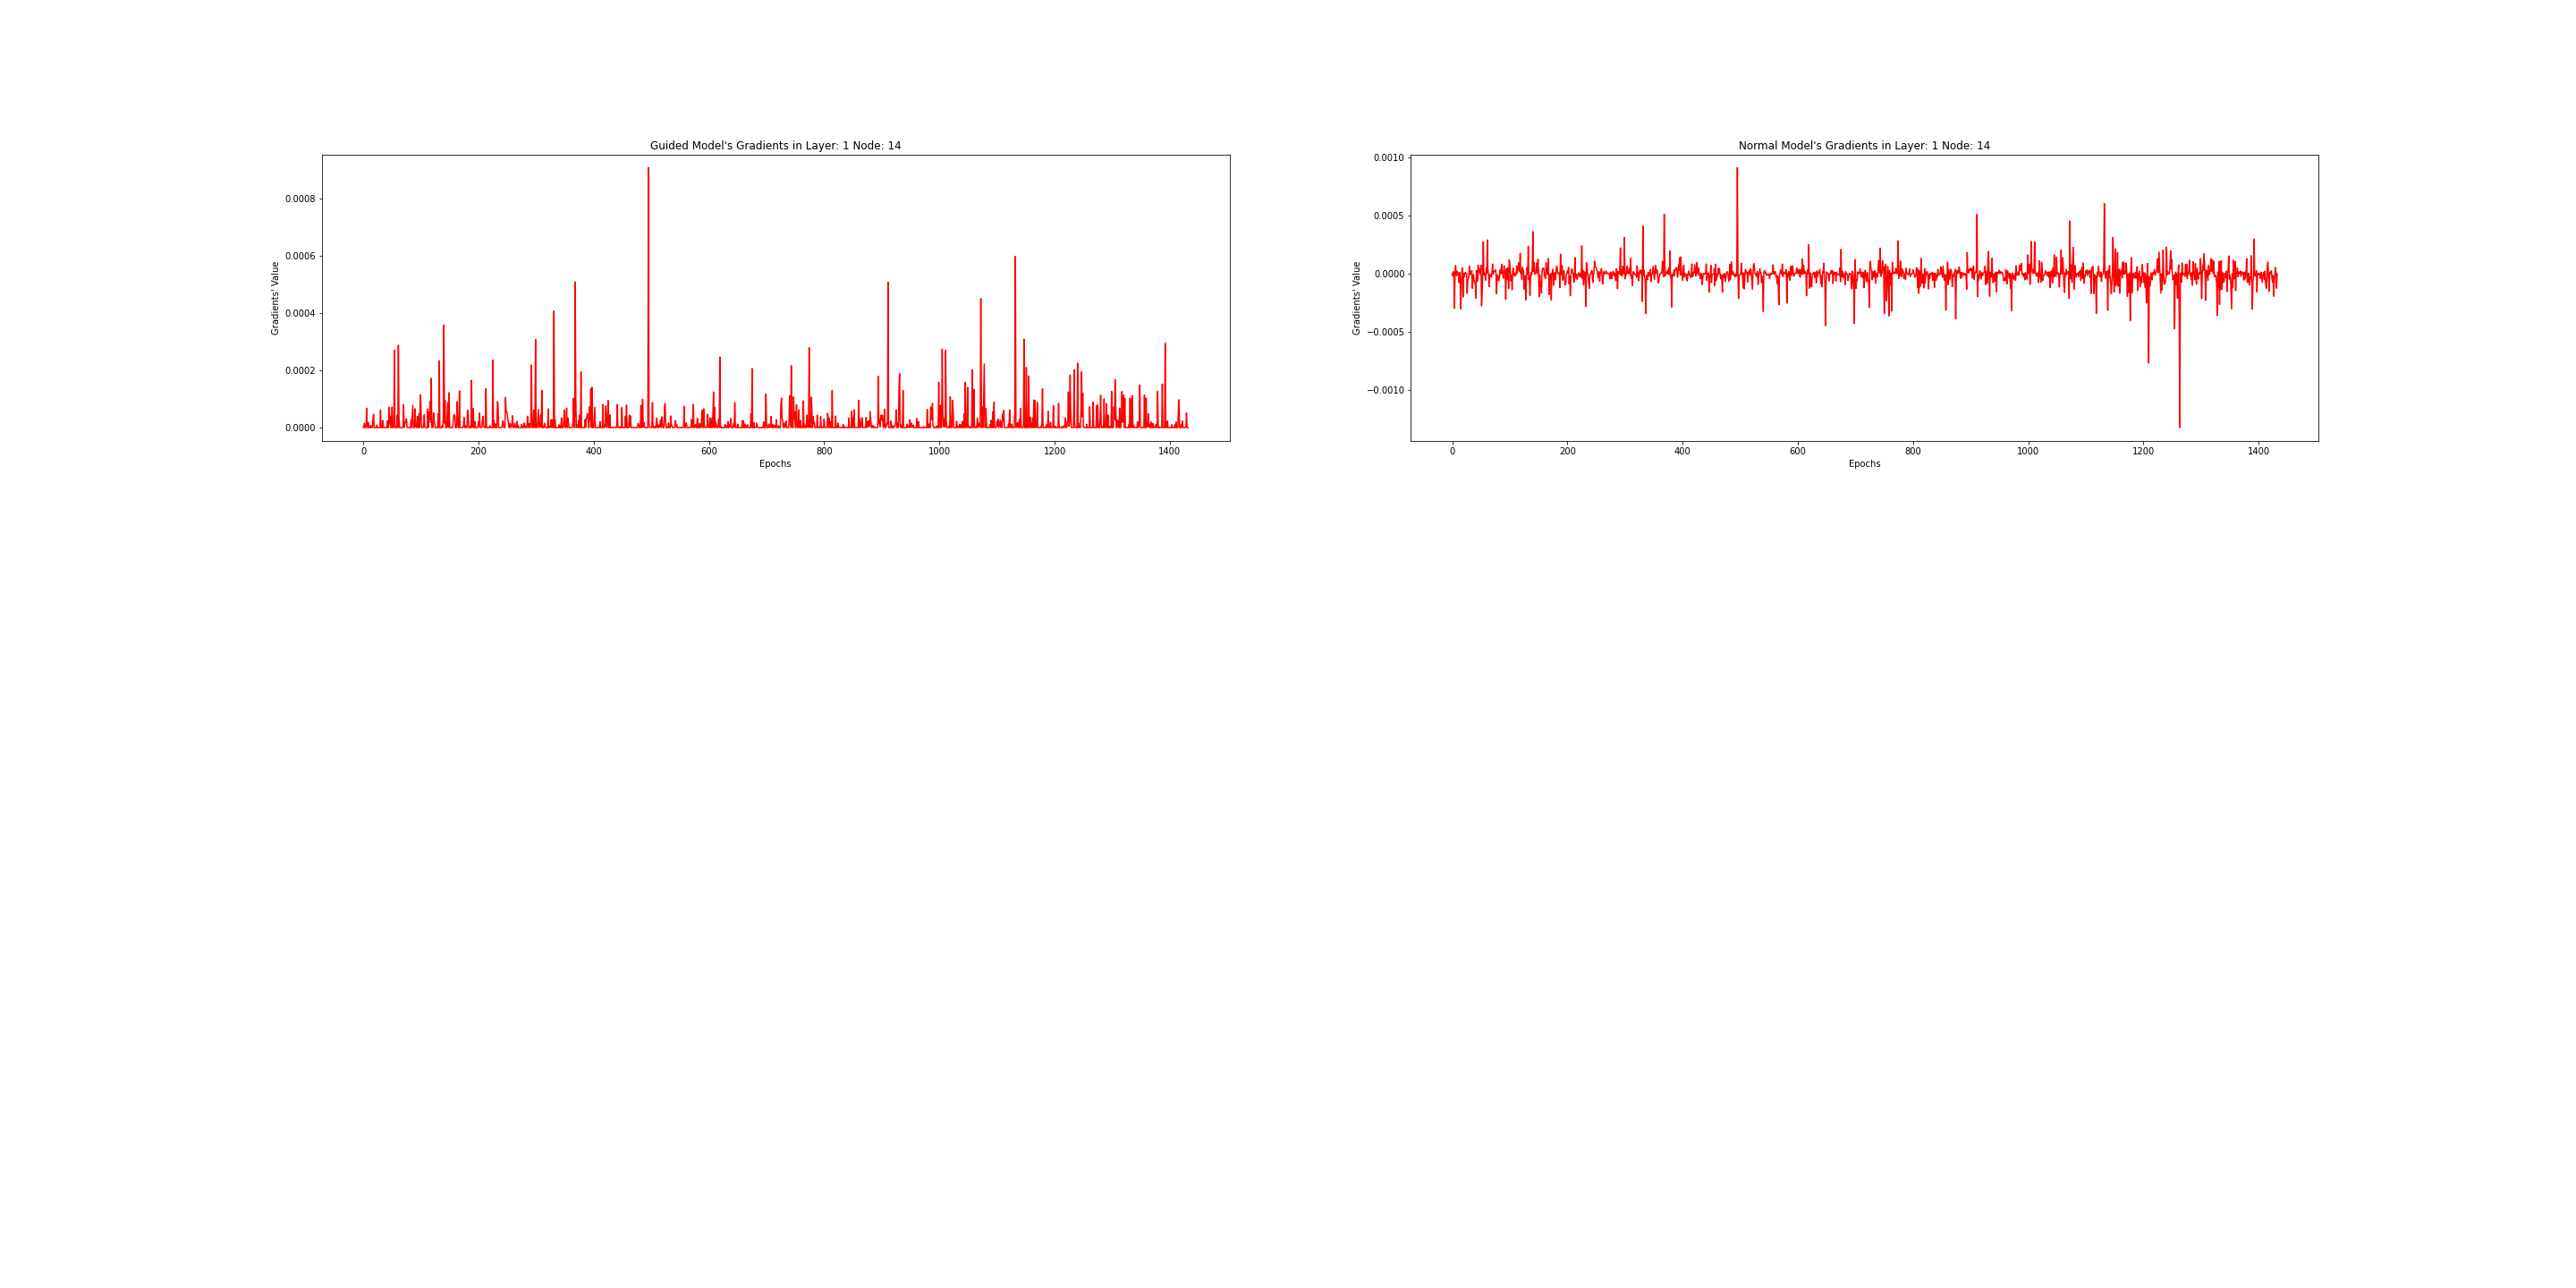 Guided Model's Gradients in Layer: 1 Node: 14
Gradients' Value
0.0008
0.0006
0.0004
0.0002
0.0000
0 200 400 600 800 1000 1200 1400
Epochs
Normal Model's Gradients in Layer: 1 Node: 14
Gradients' Value
0.0010
0.0005
0.0000
−0.0005
−0.0010
0 200 400 600 800 1000 1200 1400
Epochs